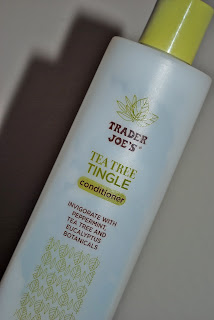 TRADER
JOE'S®
TEA TREE
TINGLE
conditioner
INVIGORATE WITH
PEPPERMINT,
TEA TREE AND
EUCALYPTUS
BOTANICALS